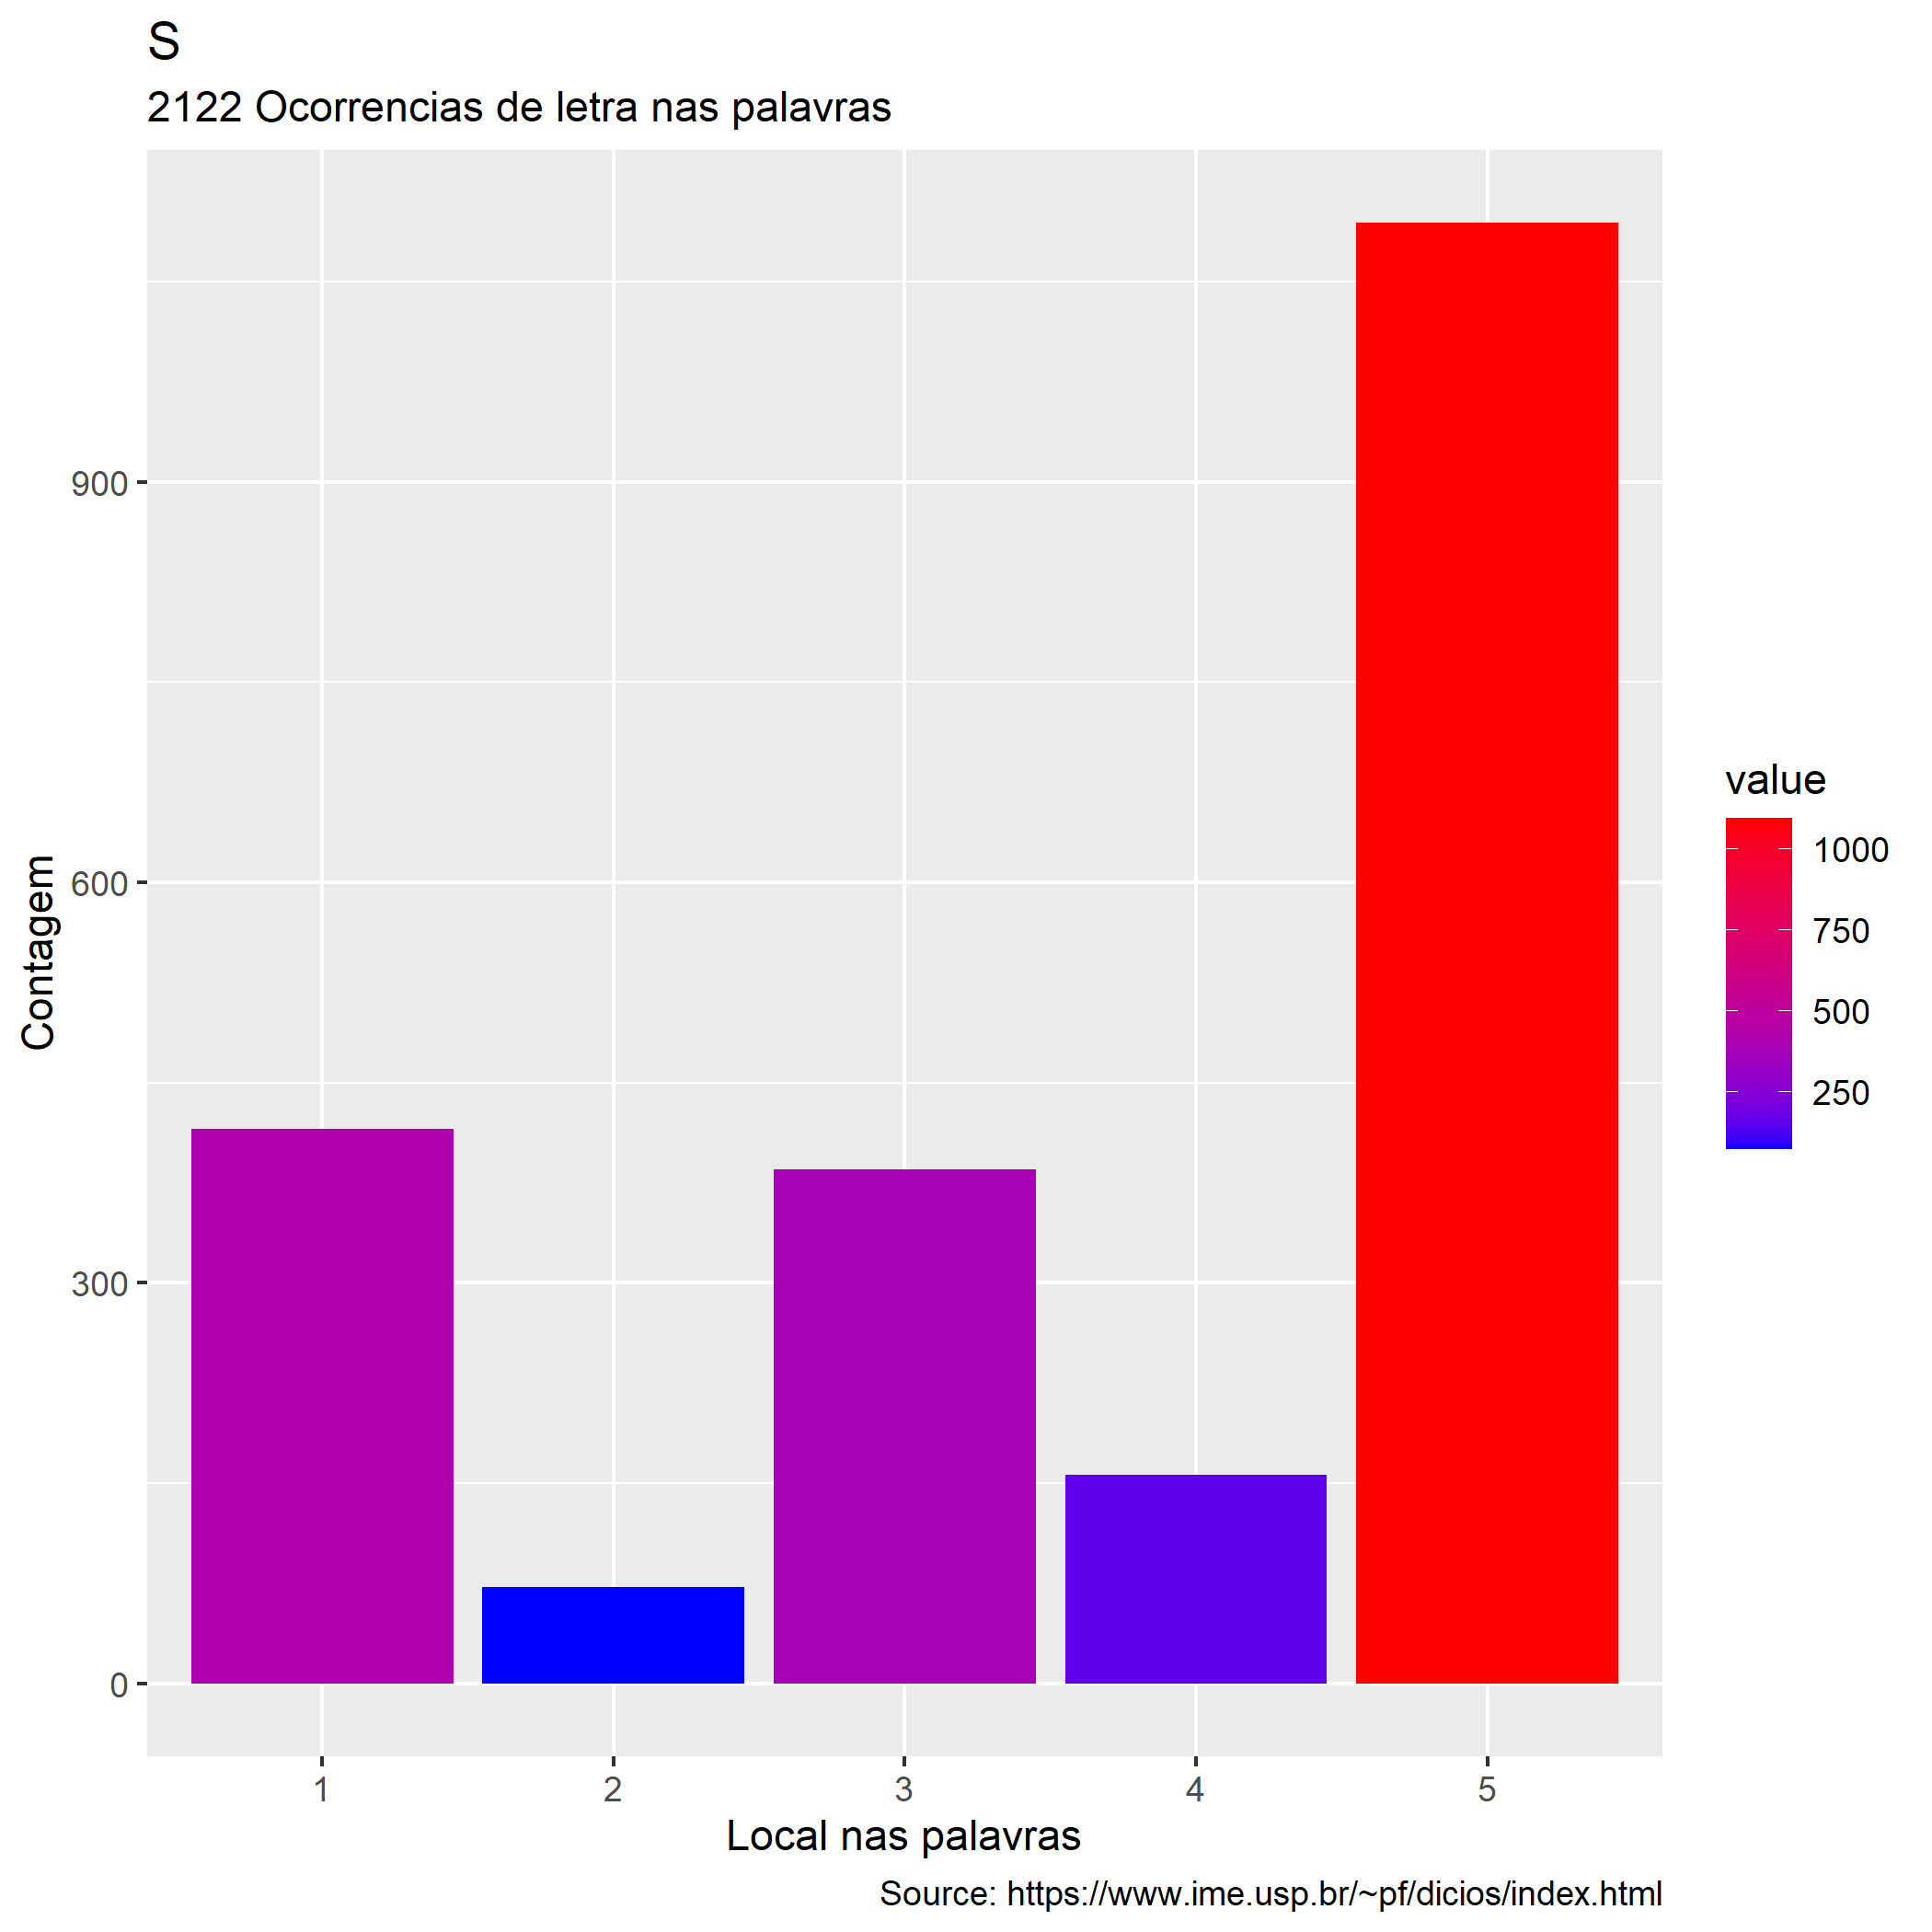 S
2122 Ocorrencias de letra nas palavras
Contagem
900
600
300
0
1 2 3 4 5
Local nas palavras
value
1000
750
500
250
Source: https://www.ime.usp.br/~pf/dicios/index.html